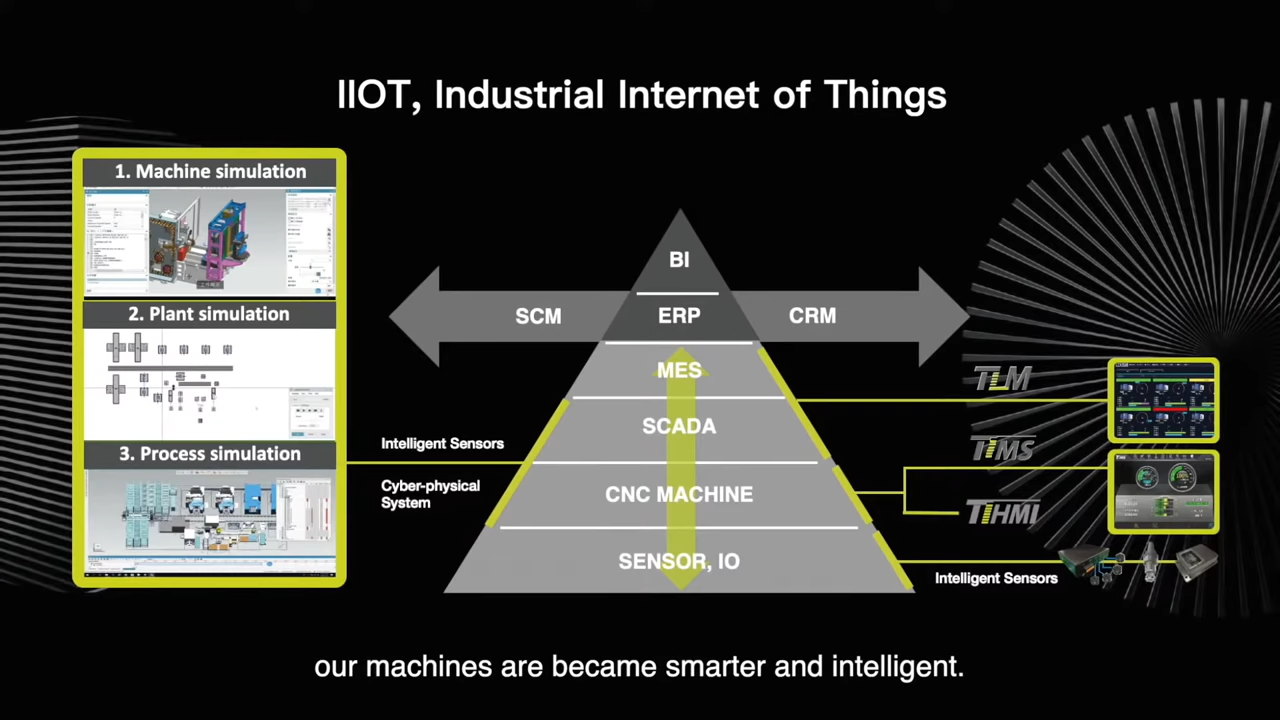 IIOT, Industrial Internet of Things
1. Machine simulation
2. Plant simulation
3. Process simulation
BI
SCM
ERP
CRM
MES
SCADA
CNC MACHINE
SENSOR, IO
Intelligent Sensors
Cyber-physical
System
TLM
TIMS
TIHMI
Intelligent Sensors
our machines are became smarter and intelligent.